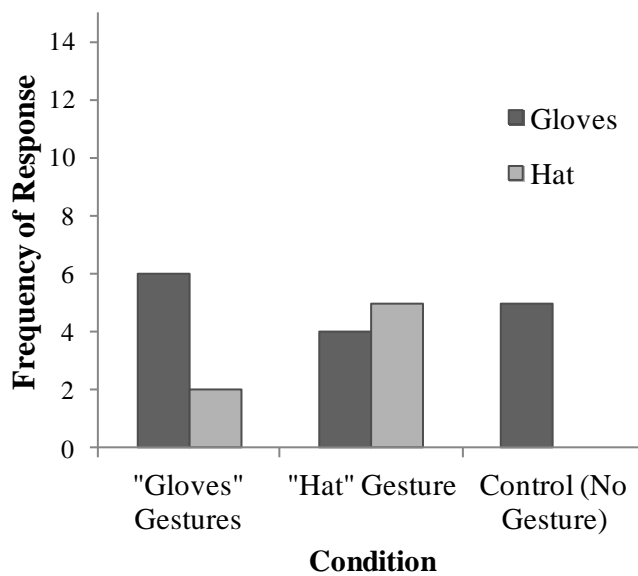 Frequency of Response
14
12
10
8
6
4
2
0
Gloves
Hat
"Gloves"
Gestures
"Hat" Gesture
Control (No
Gesture)
Condition